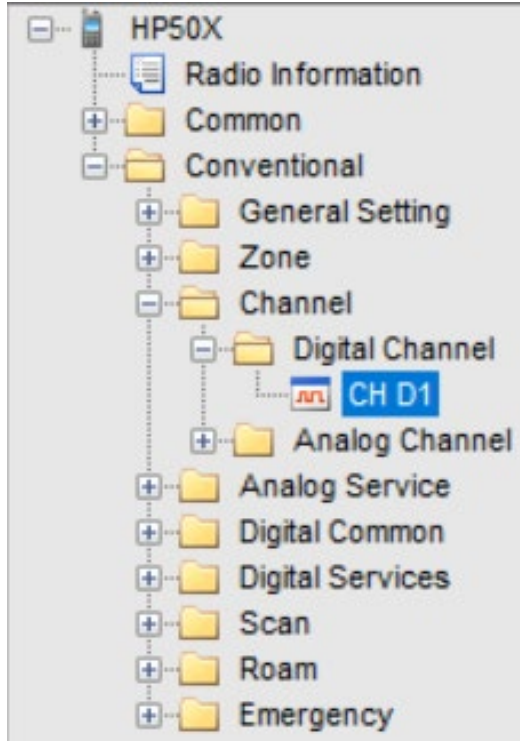 HP50X
Radio Information
Common
Conventional
General Setting
Zone
Channel
Digital Channel
CH D1
Analog Channel
Analog Service
Digital Common
Digital Services
Scan
Roam
Emergency